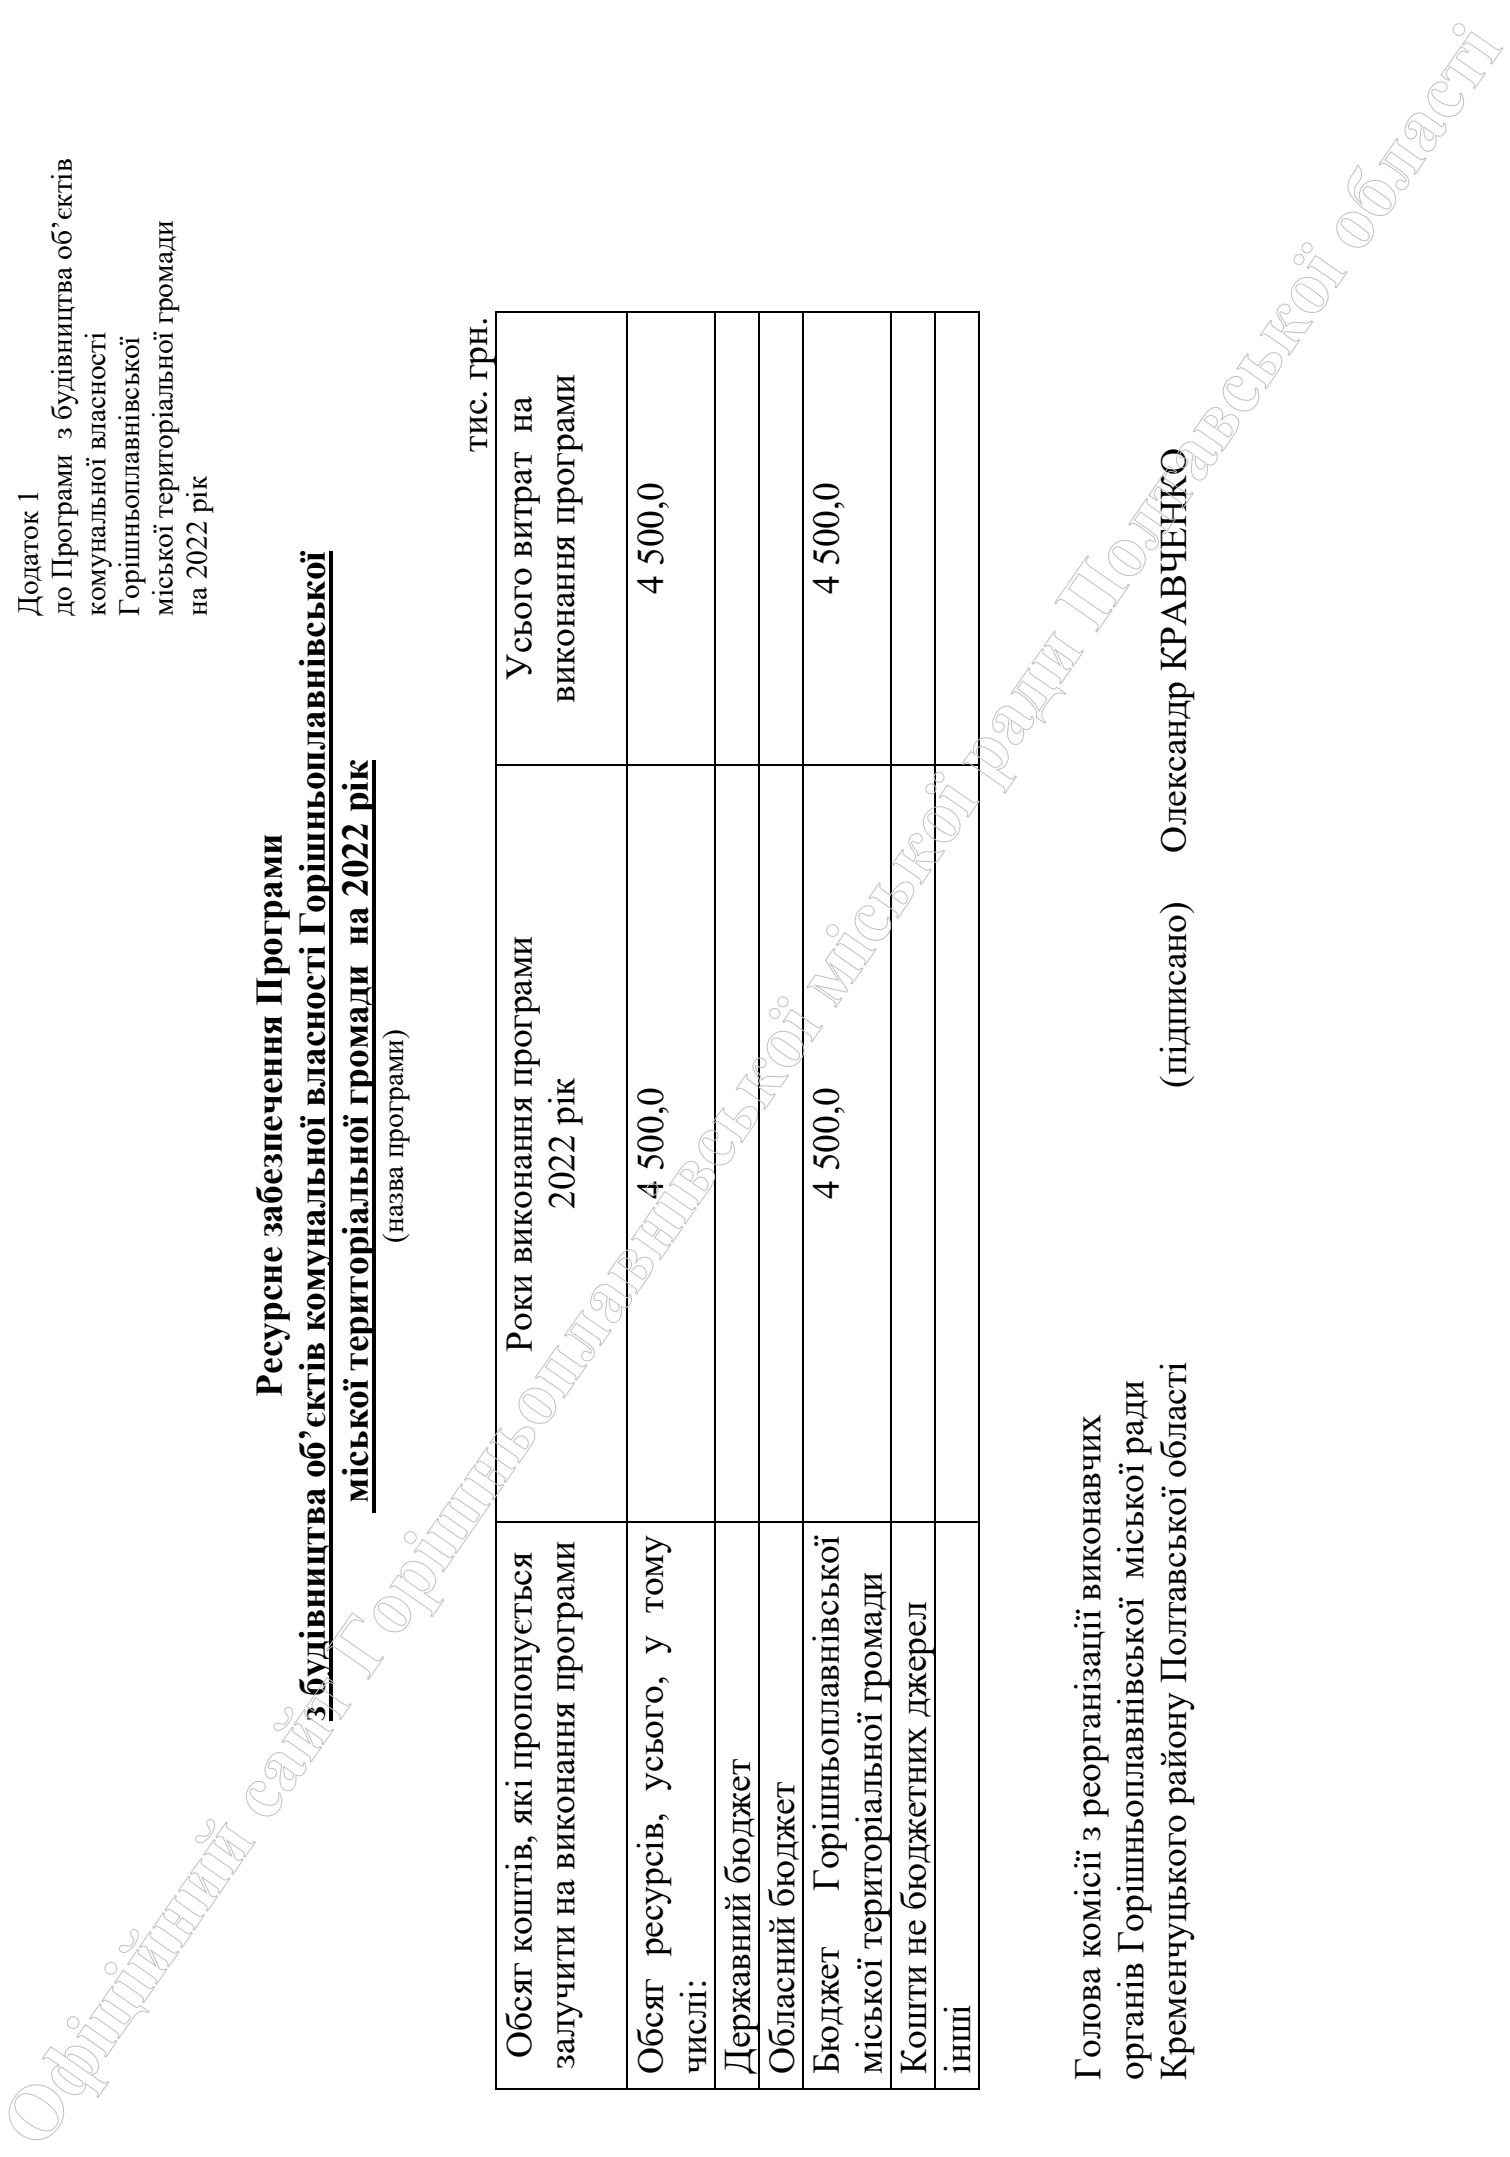 Додаток 1
до Програми з будівництва об’єктів
комунальної власності
Горішньоплавнівської
міської територіальної громади
на 2022 рік
Ресурсне забезпечення Програми
з будівництва об’єктів комунальної власності Горішньоплавнівської
міської територіальної громади на 2022 рік
(назва програми)
тис. грн.
Обсяг коштів, які пропонується
залучити на виконання програми
Роки виконання програми
2022 рік
Усього витрат на
виконання програми
Обсяг ресурсів, усього, у тому
числі:
4 500,0
4 500,0
Державний бюджет
Обласний бюджет
Бюджет Горішньоплавнівської
міської територіальної громади
4 500,0
4 500,0
Кошти не бюджетних джерел
інші
Голова комісії з реорганізації виконавчих
органів Горішньоплавнівської міської ради
Кременчуцького району Полтавської області (підписано) Олександр КРАВЧЕНКО
Офіційний сайт Горішньоплавнівської міської ради Полтавської області